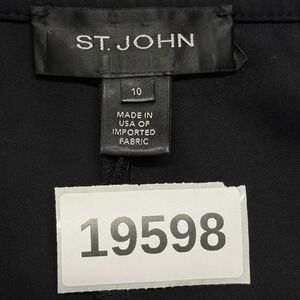 ST. JOHN
10
MADE IN
USA OF
IMPORTED
FABRIC
19598